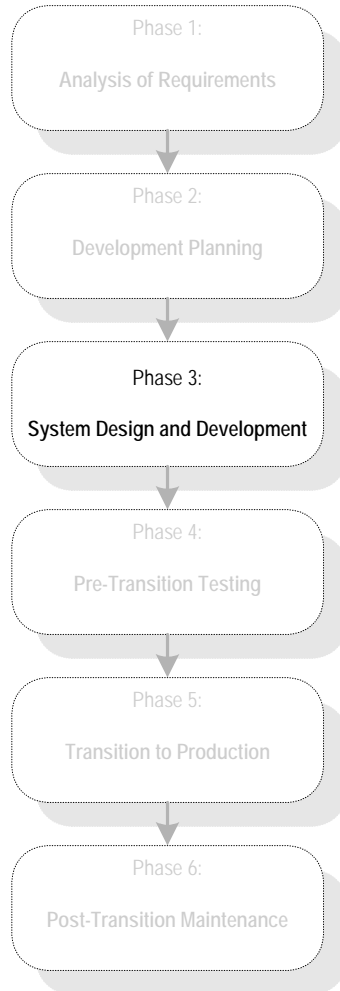 Phase 1:
Analysis of Requirements
Phase 2:
Development Planning
Phase 3:
System Design and Development
Phase 4:
Pre-Transition Testing
Phase 5:
Transition to Production
Phase 6:
Post-Transition Maintenance